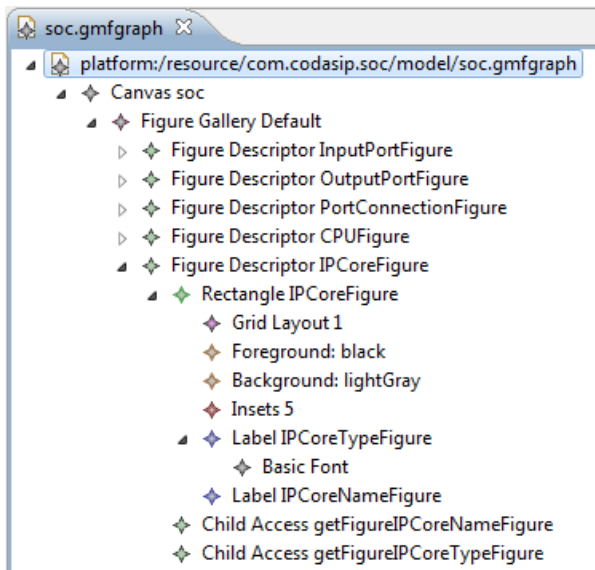 soc.gmfgraph
platform:/resource/com.codasip.soc/model/soc.gmfgraph
Canvas soc
Figure Gallery Default
Figure Descriptor InputPortFigure
Figure Descriptor OutputPortFigure
Figure Descriptor PortConnectionFigure
Figure Descriptor CPUFigure
Figure Descriptor IPCoreFigure
Rectangle IPCoreFigure
Grid Layout 1
Foreground: black
Background: lightGray
Insets 5
Label IPCoreTypeFigure
Basic Font
Label IPCoreNameFigure
Child Access getFigureIPCoreNameFigure
Child Access getFigureIPCoreTypeFigure